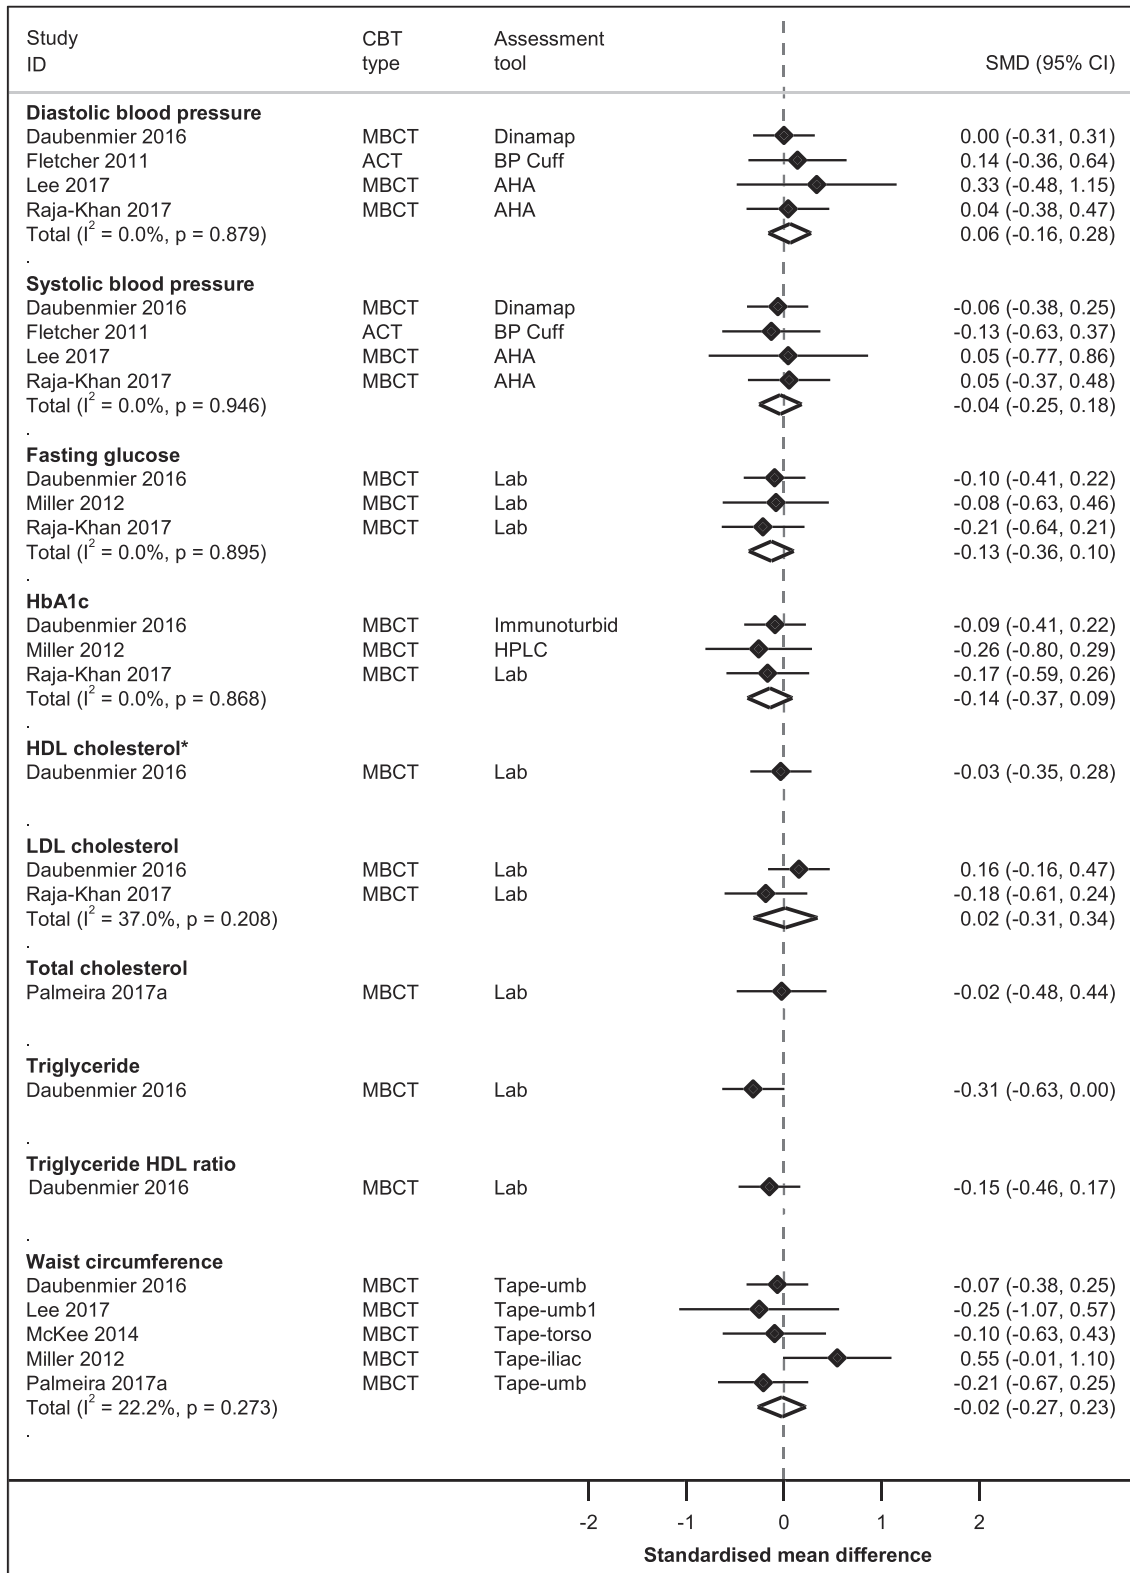 Study CBT Assessment
ID type tool SMD (95% CI)
Diastolic blood pressure
Daubenmier 2016 MBCT Dinamap 0.00 (-0.31, 0.31)
Fletcher 2011 ACT BP Cuff 0.14 (-0.36, 0.64)
Lee 2017 MBCT AHA 0.33 (-0.48, 1.15)
Raja-Khan 2017 MBCT AHA 0.04 (-0.38, 0.47)
Total (I² = 0.0%, p = 0.879) 0.06 (-0.16, 0.28)
.
Systolic blood pressure
Daubenmier 2016 MBCT Dinamap -0.06 (-0.38, 0.25)
Fletcher 2011 ACT BP Cuff -0.13 (-0.63, 0.37)
Lee 2017 MBCT AHA 0.05 (-0.77, 0.86)
Raja-Khan 2017 MBCT AHA 0.05 (-0.37, 0.48)
Total (I² = 0.0%, p = 0.946) -0.04 (-0.25, 0.18)
.
Fasting glucose
Daubenmier 2016 MBCT Lab -0.10 (-0.41, 0.22)
Miller 2012 MBCT Lab -0.08 (-0.63, 0.46)
Raja-Khan 2017 MBCT Lab -0.21 (-0.64, 0.21)
Total (I² = 0.0%, p = 0.895) -0.13 (-0.36, 0.10)
.
HbA1c
Daubenmier 2016 MBCT Immunoturbid -0.09 (-0.41, 0.22)
Miller 2012 MBCT HPLC -0.26 (-0.80, 0.29)
Raja-Khan 2017 MBCT Lab -0.17 (-0.59, 0.26)
Total (I² = 0.0%, p = 0.868) -0.14 (-0.37, 0.09)
.
HDL cholesterol*
Daubenmier 2016 MBCT Lab -0.03 (-0.35, 0.28)
.
LDL cholesterol
Daubenmier 2016 MBCT Lab 0.16 (-0.16, 0.47)
Raja-Khan 2017 MBCT Lab -0.18 (-0.61, 0.24)
Total (I² = 37.0%, p = 0.208) 0.02 (-0.31, 0.34)
.
Total cholesterol
Palmeira 2017a MBCT Lab -0.02 (-0.48, 0.44)
.
Triglyceride
Daubenmier 2016 MBCT Lab -0.31 (-0.63, 0.00)
.
Triglyceride HDL ratio
Daubenmier 2016 MBCT Lab -0.15 (-0.46, 0.17)
.
Waist circumference
Daubenmier 2016 MBCT Tape-umb -0.07 (-0.38, 0.25)
Lee 2017 MBCT Tape-umb1 -0.25 (-1.07, 0.57)
McKee 2014 MBCT Tape-torso -0.10 (-0.63, 0.43)
Miller 2012 MBCT Tape-iliac 0.55 (-0.01, 1.10)
Palmeira 2017a MBCT Tape-umb -0.21 (-0.67, 0.25)
Total (I² = 22.2%, p = 0.273) -0.02 (-0.27, 0.23)
.
-2 -1 0 1 2
Standardised mean difference